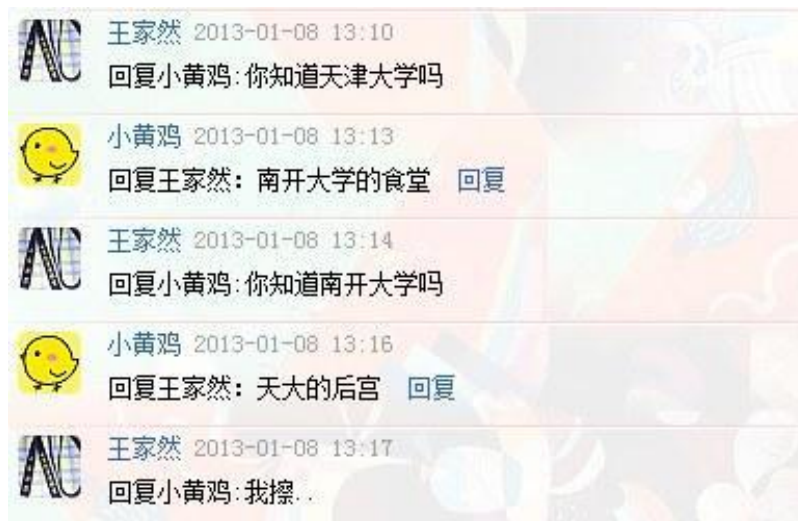 王家然 2013-01-08 13:10
回复小黄鸡:你知道天津大学吗
小黄鸡 2013-01-08 13:13
回复王家然：南开大学的食堂 回复
王家然 2013-01-08 13:14
回复小黄鸡:你知道南开大学吗
小黄鸡 2013-01-08 13:16
回复王家然：天大的后宫 回复
王家然 2013-01-08 13:17
回复小黄鸡:我擦..